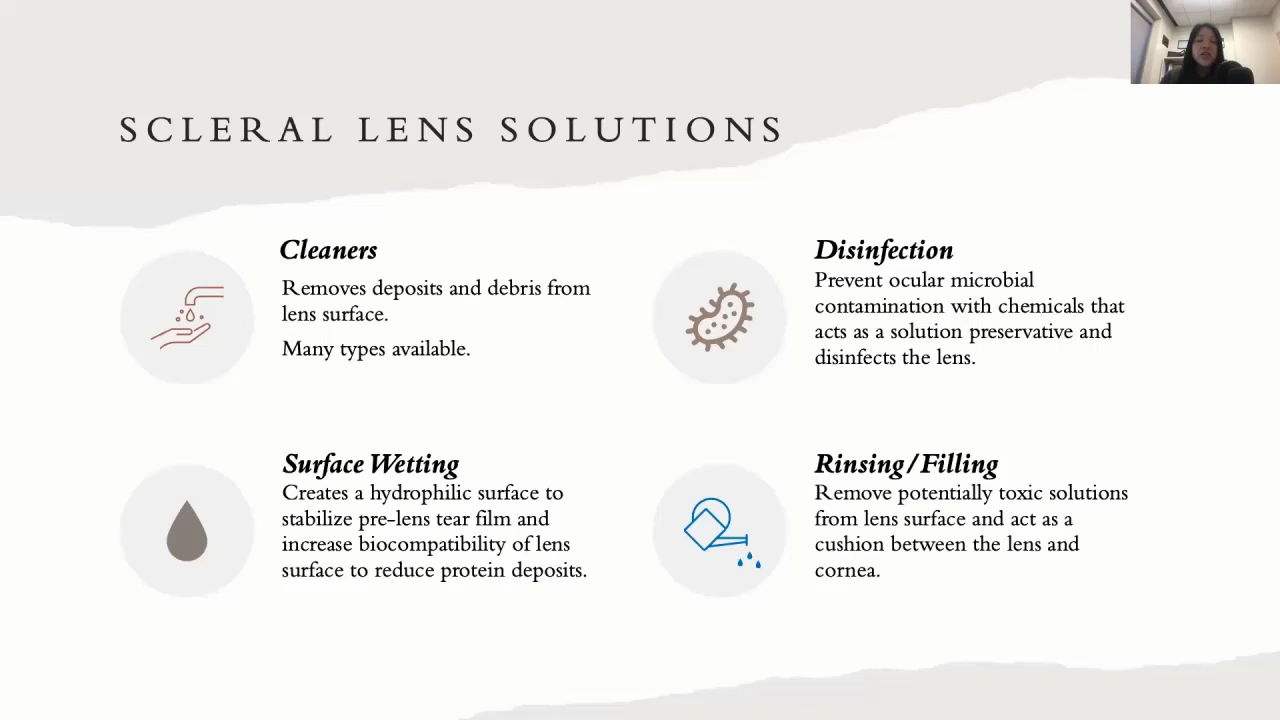 SCLERAL LENS SOLUTIONS
Cleaners
Removes deposits and debris from
lens surface.
Many types available.
Disinfection
Prevent ocular microbial
contamination with chemicals that
acts as a solution preservative and
disinfects the lens.
Surface Wetting
Creates a hydrophilic surface to
stabilize pre-lens tear film and
increase biocompatibility of lens
surface to reduce protein deposits.
Rinsing/Filling
Remove potentially toxic solutions
from lens surface and act as a
cushion between the lens and
cornea.